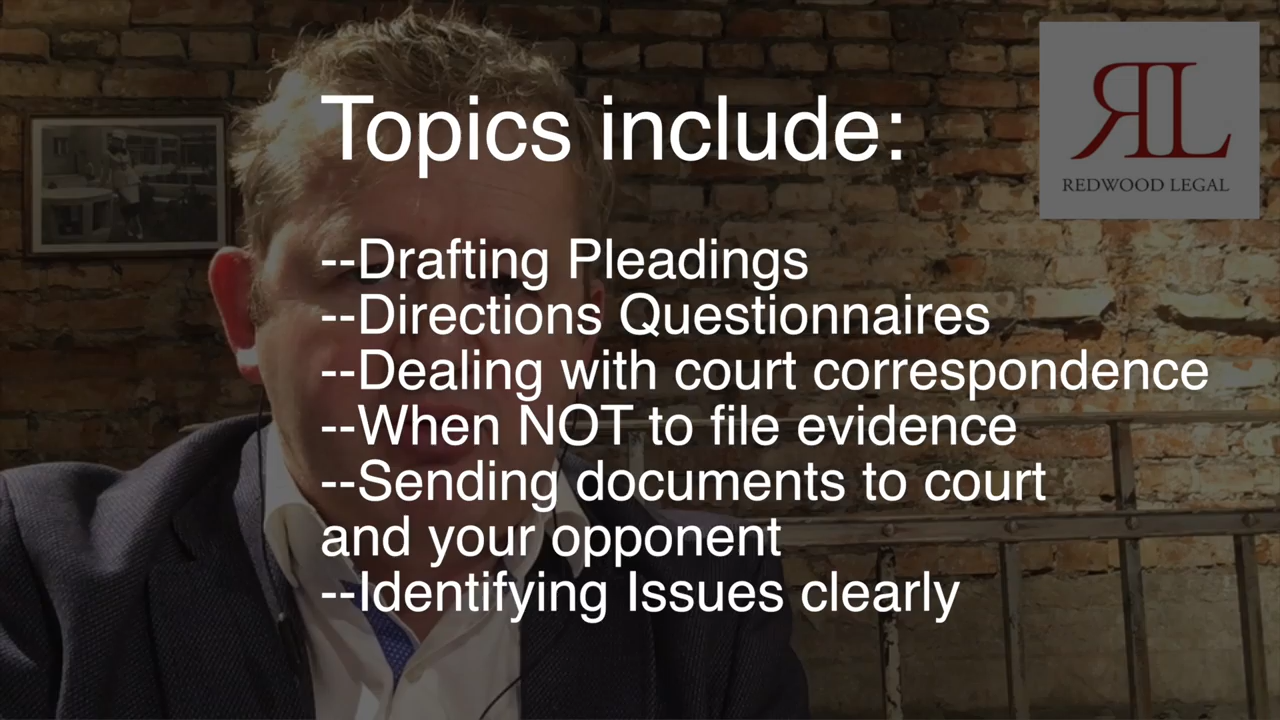 Topics include:
--Drafting Pleadings
--Directions Questionnaires
--Dealing with court correspondence
--When NOT to file evidence
--Sending documents to court
and your opponent
--Identifying Issues clearly
RL
REDWOOD LEGAL